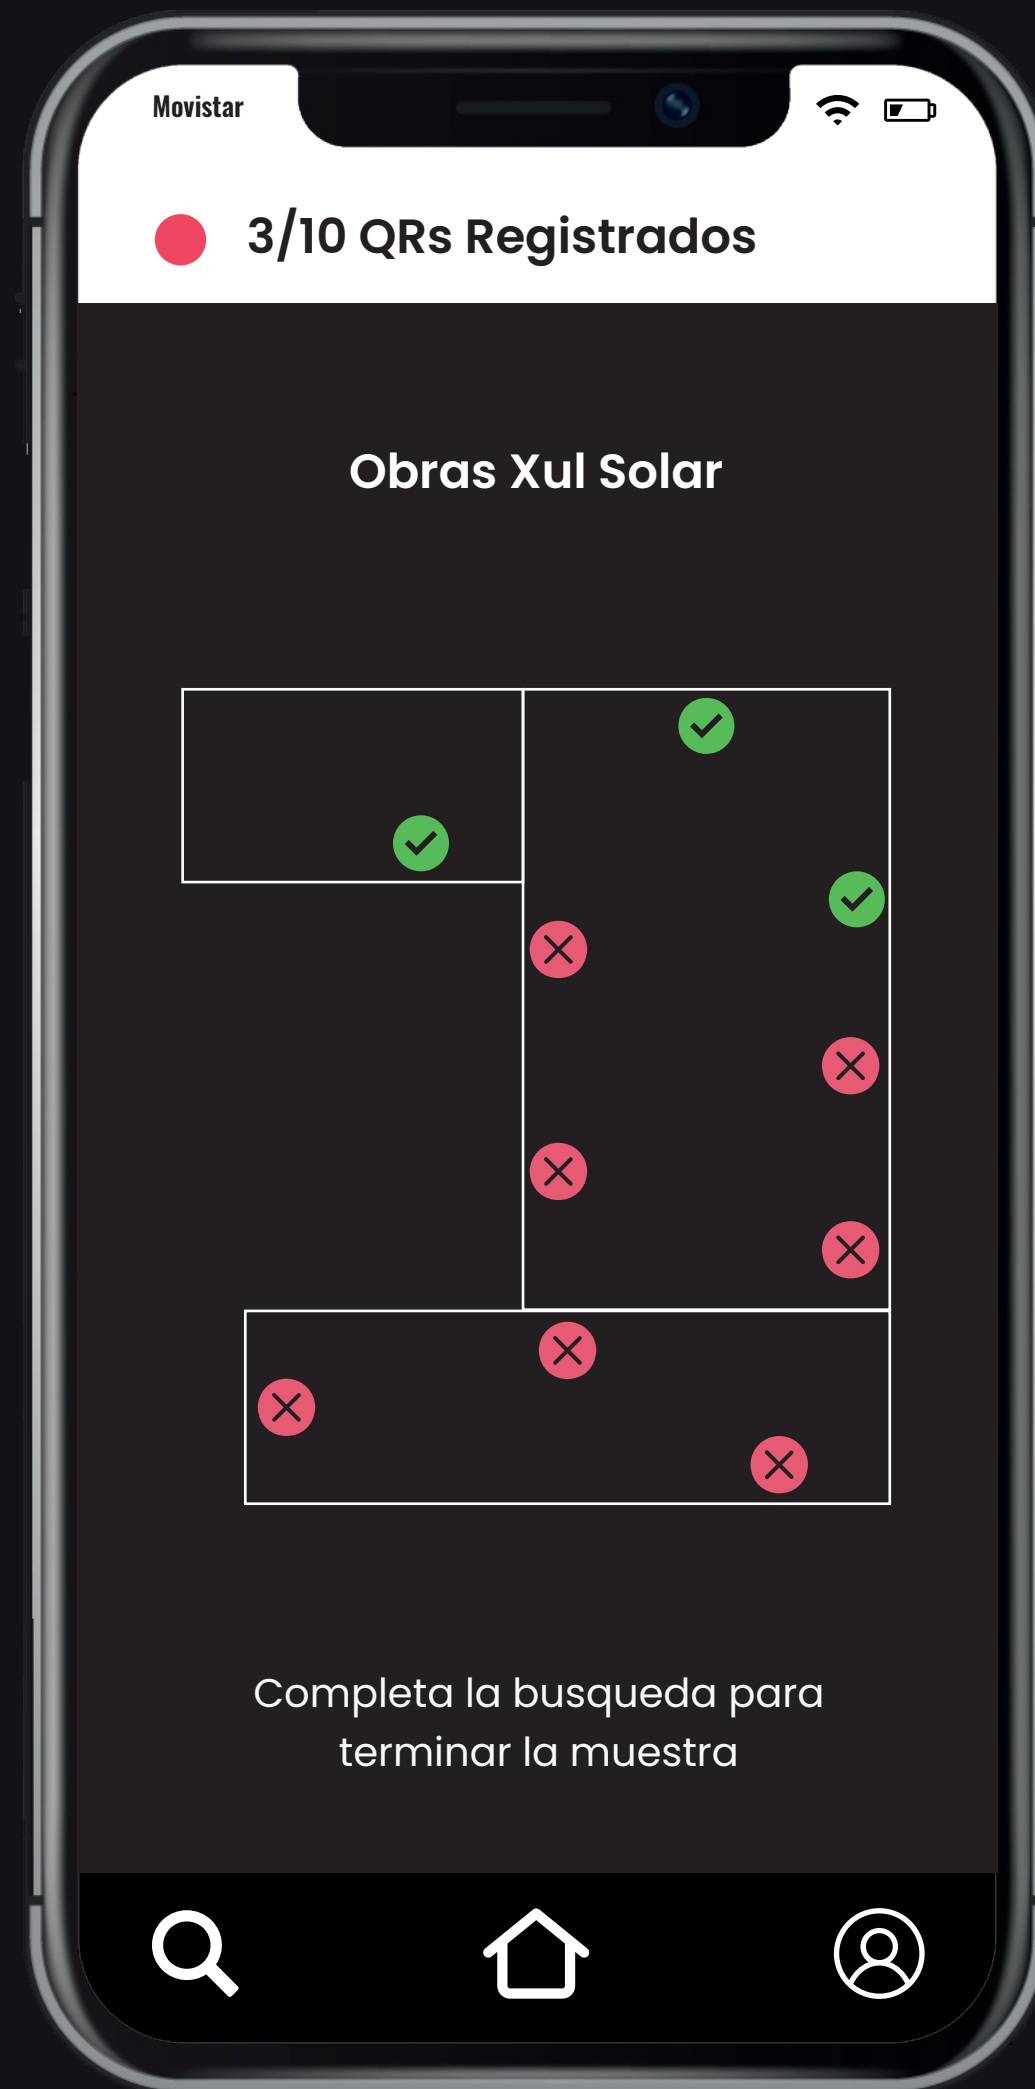 Movistar
3/10 QRs Registrados
Obras Xul Solar
Completa la busqueda para
terminar la muestra